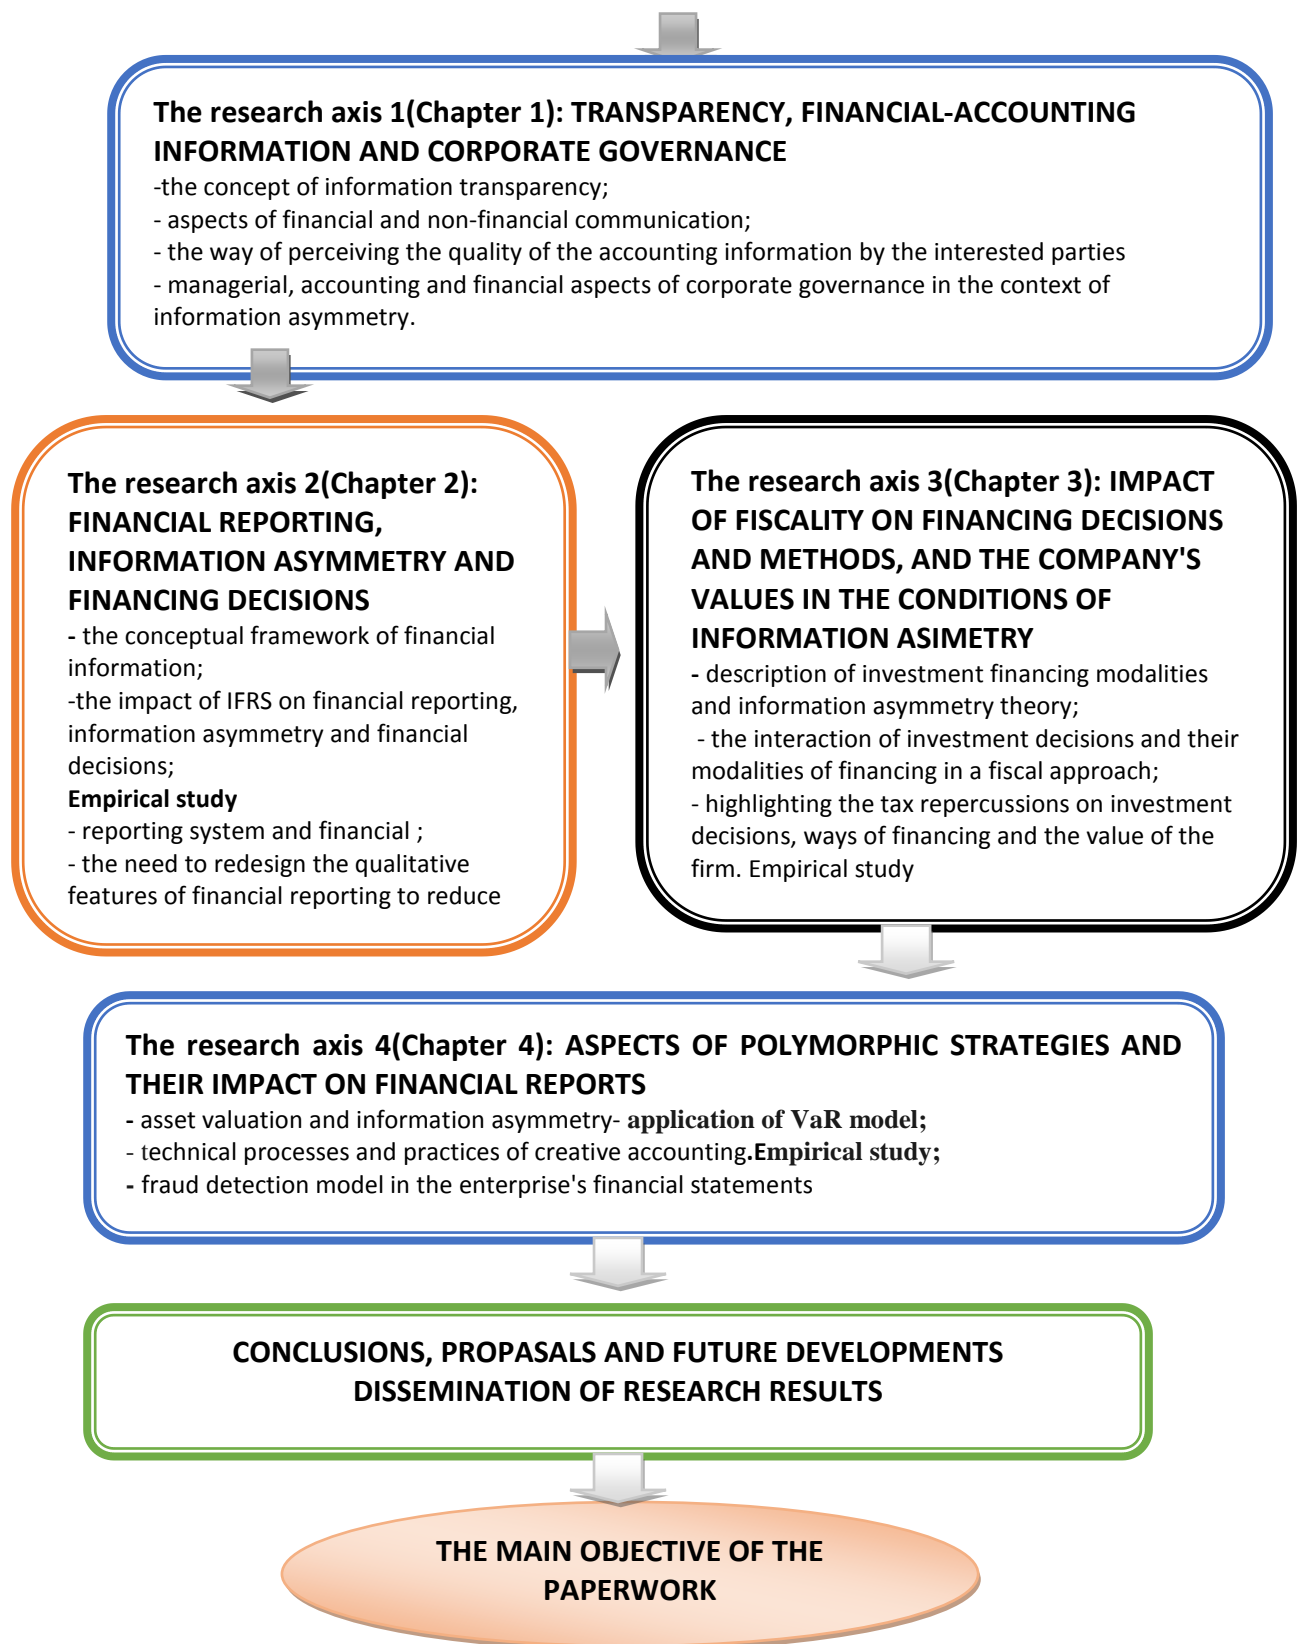 The research axis 1(Chapter 1): TRANSPARENCY, FINANCIAL-ACCOUNTING
INFORMATION AND CORPORATE GOVERNANCE
-the concept of information transparency;
- aspects of financial and non-financial communication;
- the way of perceiving the quality of the accounting information by the interested parties
- managerial, accounting and financial aspects of corporate governance in the context of
information asymmetry.
The research axis 2(Chapter 2):
FINANCIAL REPORTING,
INFORMATION ASYMMETRY AND
FINANCING DECISIONS
- the conceptual framework of financial
information;
-the impact of IFRS on financial reporting,
information asymmetry and financial
decisions;
Empirical study
- reporting system and financial ;
- the need to redesign the qualitative
features of financial reporting to reduce
The research axis 3(Chapter 3): IMPACT
OF FISCALITY ON FINANCING DECISIONS
AND METHODS, AND THE COMPANY'S
VALUES IN THE CONDITIONS OF
INFORMATION ASIMETRY
- description of investment financing modalities
and information asymmetry theory;
- the interaction of investment decisions and their
modalities of financing in a fiscal approach;
- highlighting the tax repercussions on investment
decisions, ways of financing and the value of the
firm. Empirical study
The research axis 4(Chapter 4): ASPECTS OF POLYMORPHIC STRATEGIES AND
THEIR IMPACT ON FINANCIAL REPORTS
- asset valuation and information asymmetry- application of VaR model;
- technical processes and practices of creative accounting.Empirical study;
- fraud detection model in the enterprise's financial statements
CONCLUSIONS, PROPASALS AND FUTURE DEVELOPMENTS
DISSEMINATION OF RESEARCH RESULTS
THE MAIN OBJECTIVE OF THE
PAPERWORK